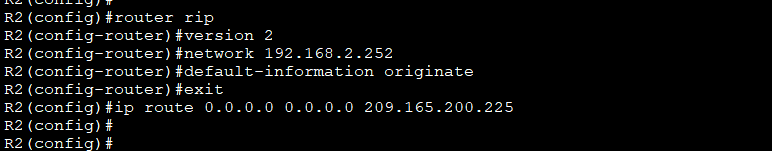 R2(config)#
R2(config)#router rip
R2(config-router)#version 2
R2(config-router)#network 192.168.2.252
R2(config-router)#default-information originate
R2(config-router)#exit
R2(config)#ip route 0.0.0.0 0.0.0.0 209.165.200.225
R2(config)#
R2(config)#